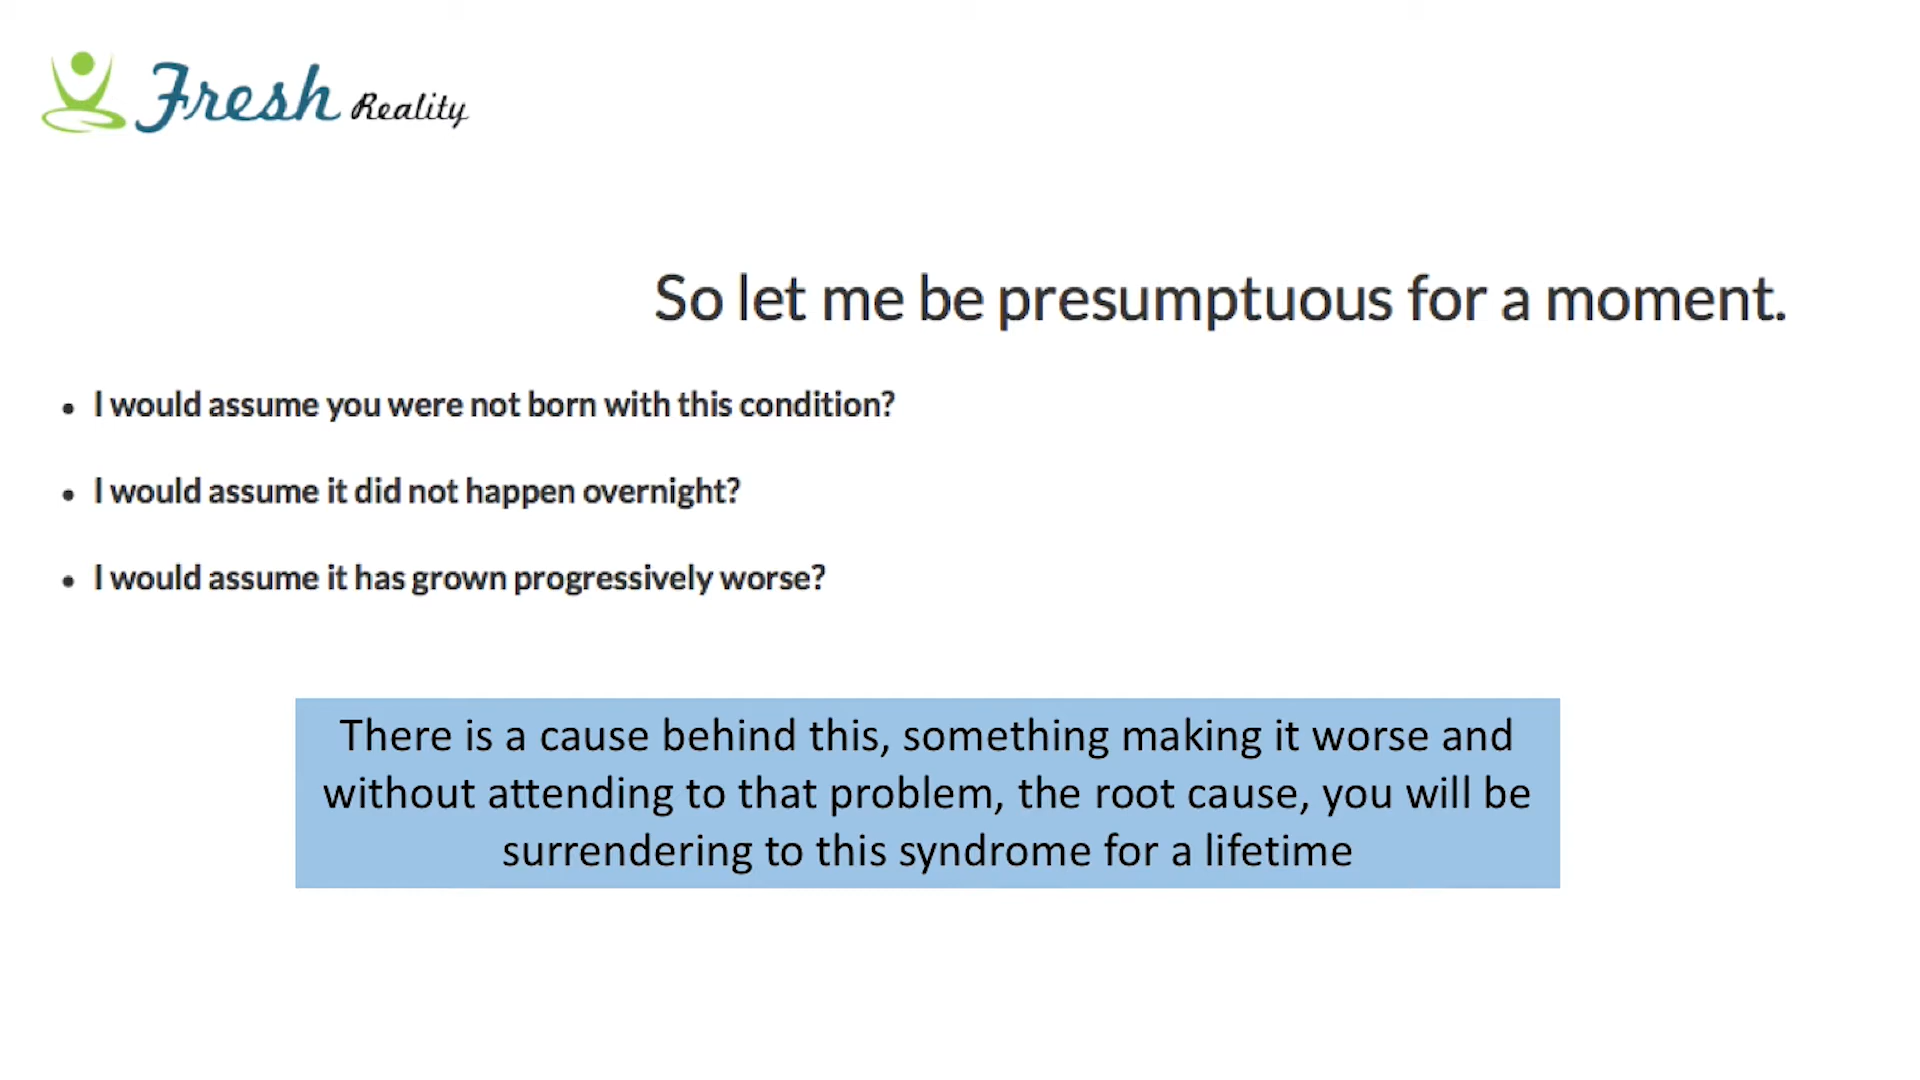 Fresh Reality
So let me be presumptuous for a moment.
• I would assume you were not born with this condition?
• I would assume it did not happen overnight?
• I would assume it has grown progressively worse?
There is a cause behind this, something making it worse and
without attending to that problem, the root cause, you will be
surrendering to this syndrome for a lifetime